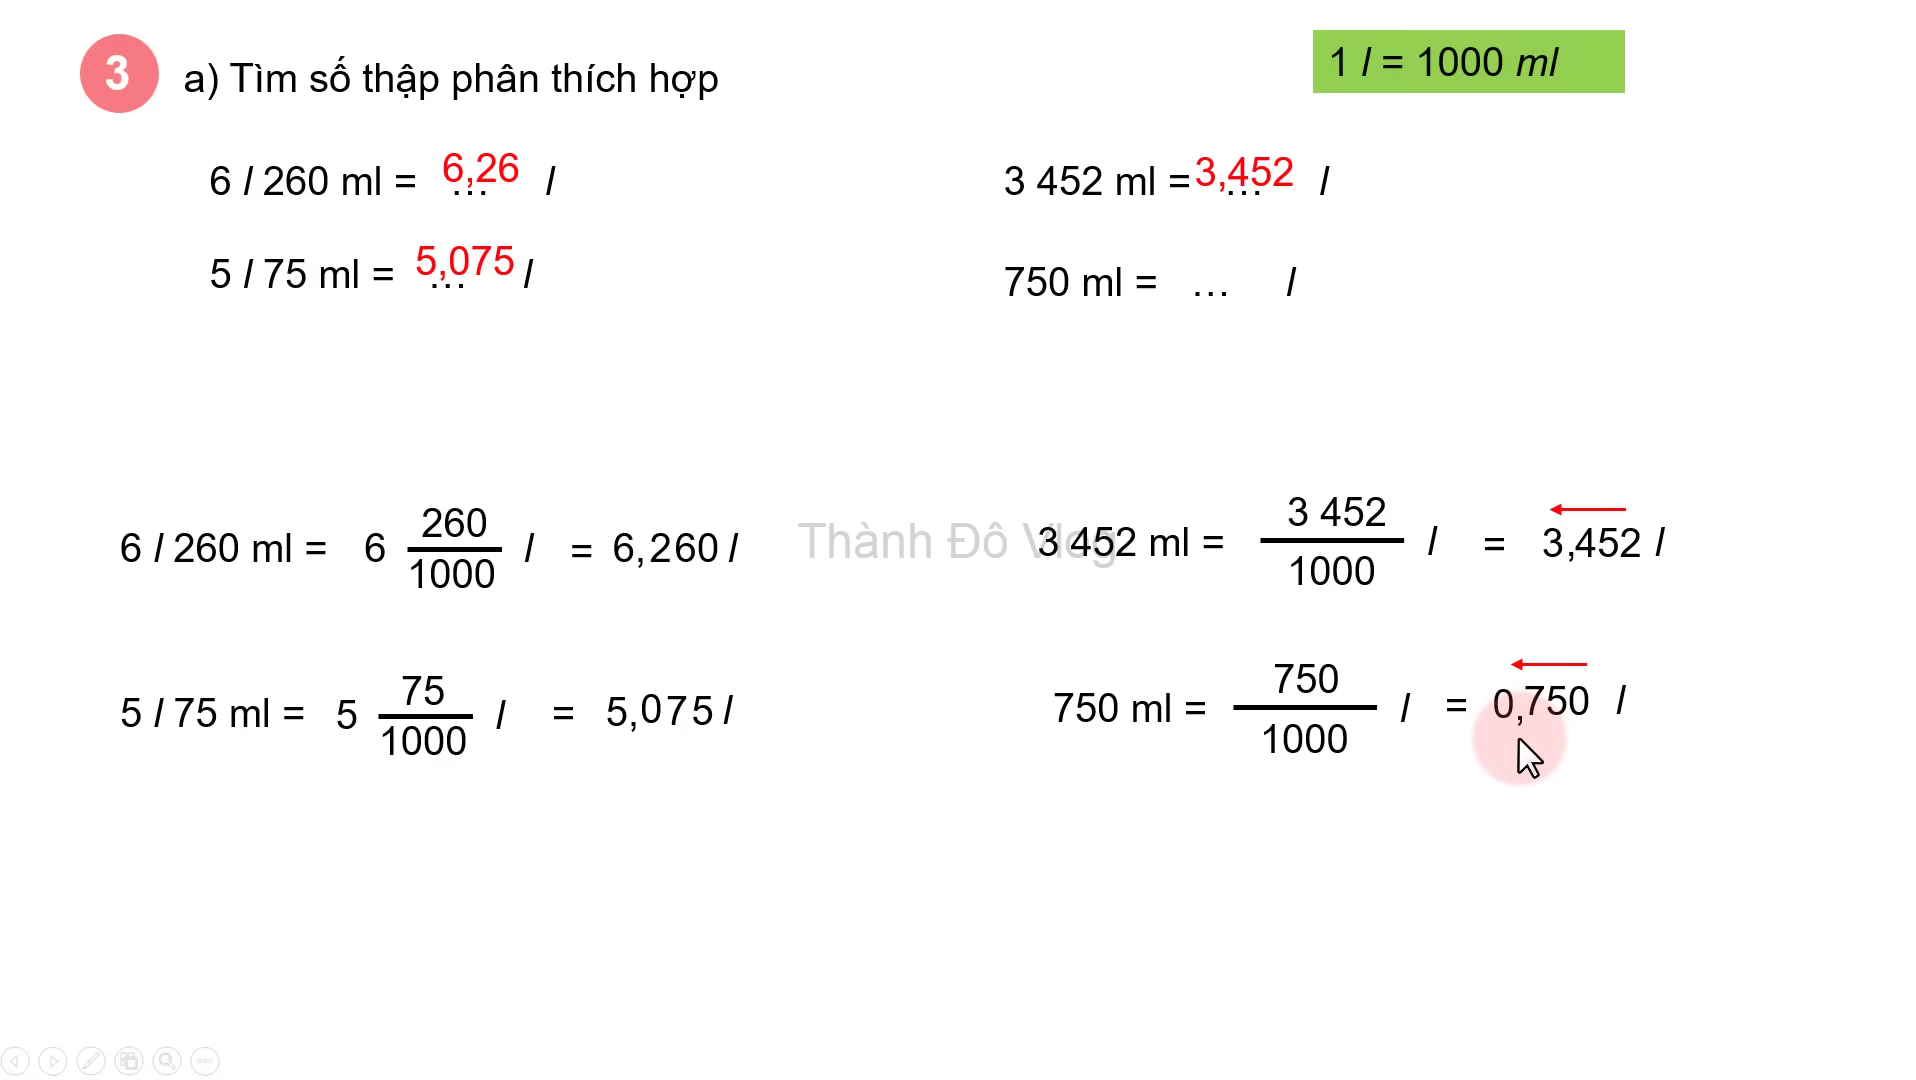 3
a) Tìm số thập phân thích hợp
1 l = 1000 ml
6 l 260 ml = ... 6,26 l
3 452 ml = ... 3,452 l
5 l 75 ml = ... 5,075 l
750 ml = ... l
6 l 260 ml = 6 260/1000 l = 6,260 l
Thành Đô Vlog
3 452 ml = 3 452/1000 l = 3,452 l
5 l 75 ml = 5 75/1000 l = 5,075 l
750 ml = 750/1000 l = 0,750 l